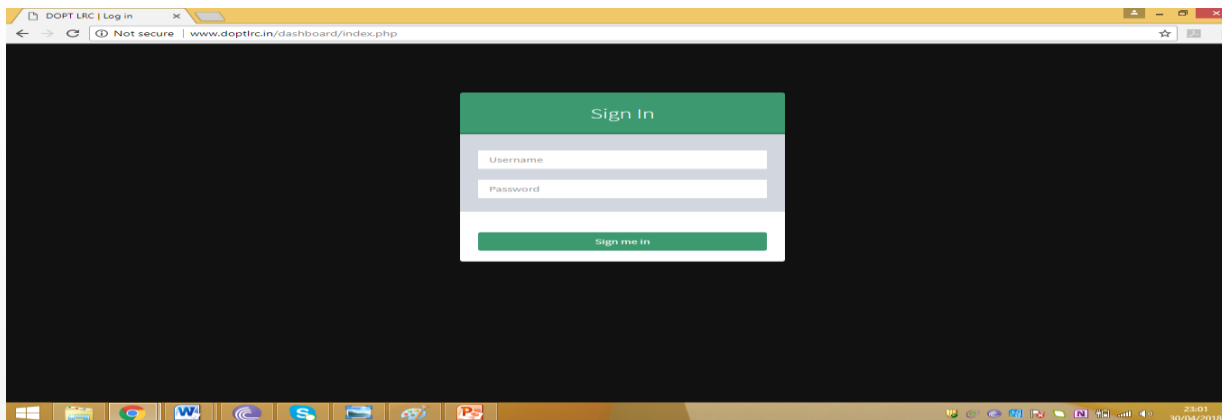 DOPT LRC | Log in
Not secure | www.doptlrc.in/dashboard/index.php
Sign In
Username
Password
Sign me in
23:01
30/04/2018